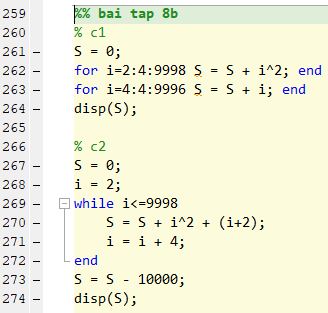 259 %% bai tap 8b
260 % c1
261 – S = 0;
262 – for i=2:4:9998 S = S + i^2; end
263 – for i=4:4:9996 S = S + i; end
264 – disp(S);
265
266 % c2
267 – S = 0;
268 – i = 2;
269 – while i<=9998
270 – S = S + i^2 + (i+2);
271 – i = i + 4;
272 – end
273 – S = S - 10000;
274 – disp(S);